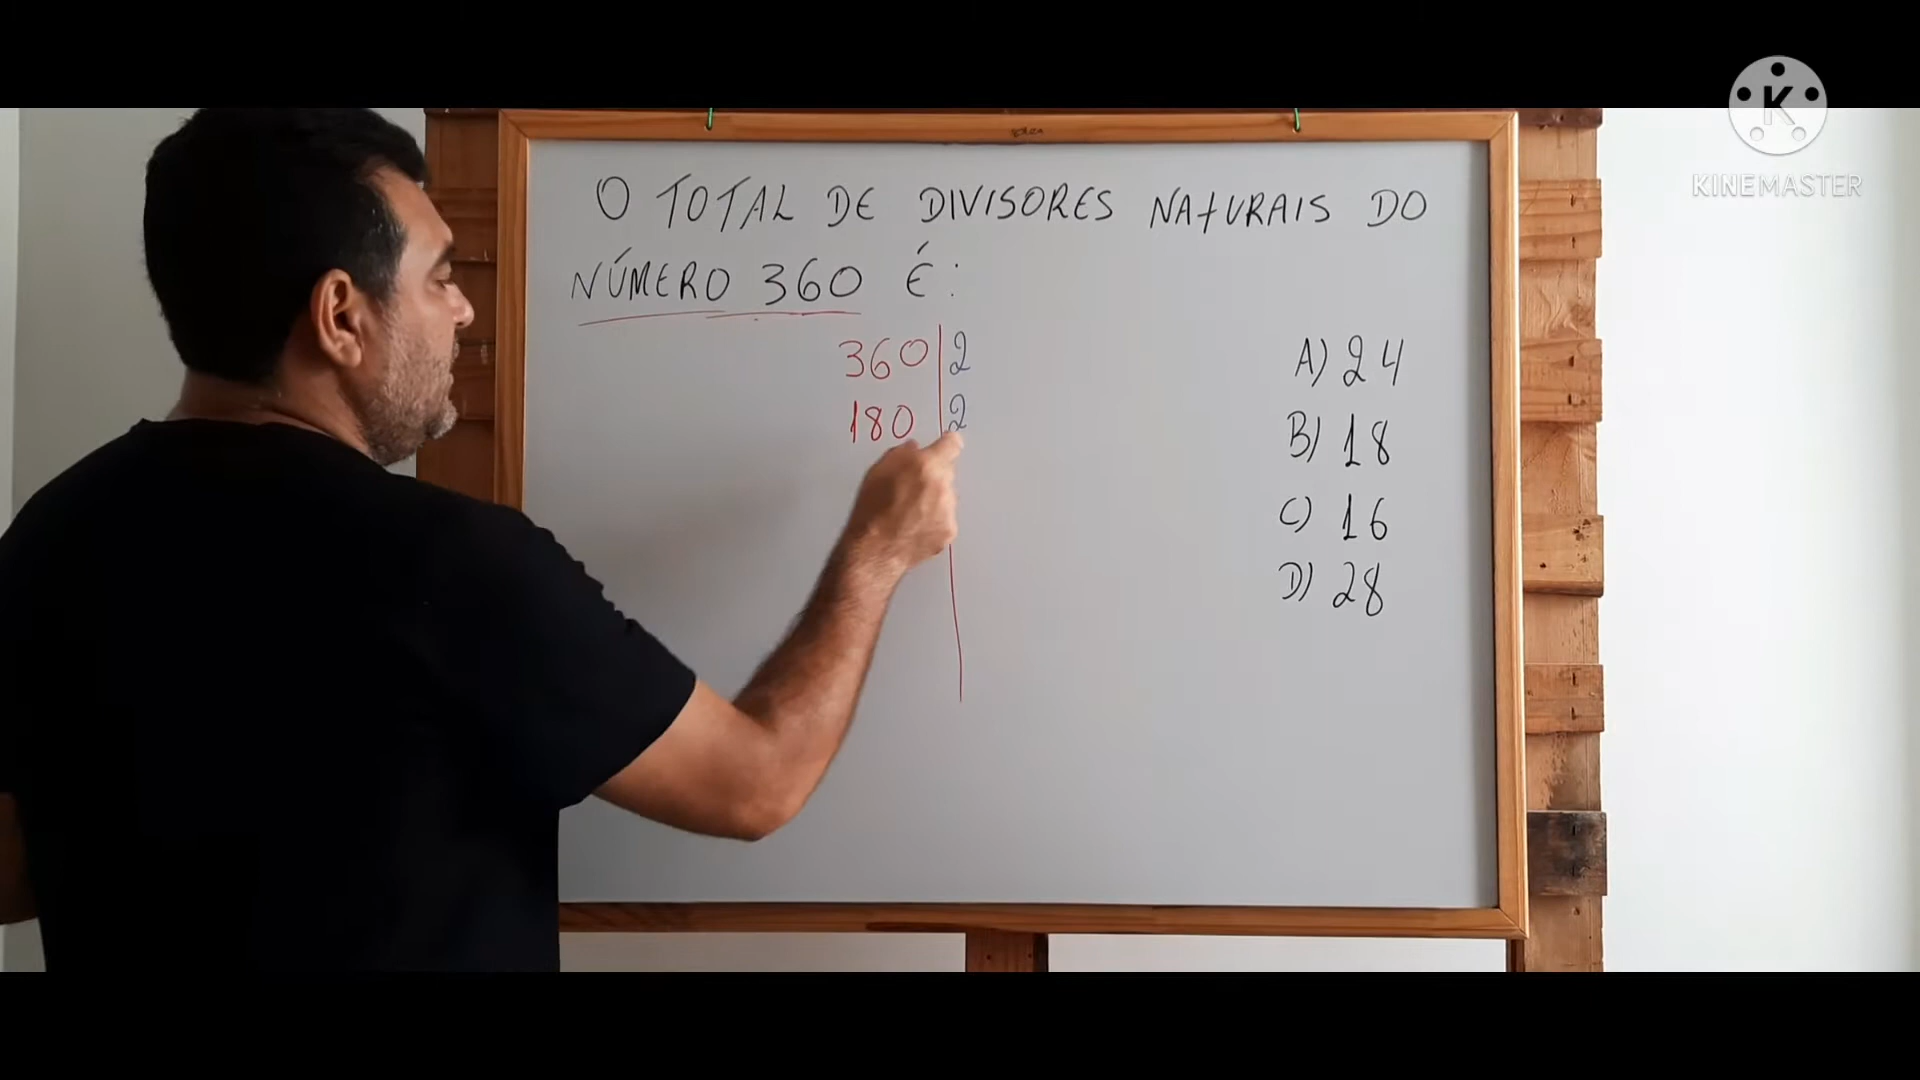 KINEMASTER
O TOTAL DE DIVISORES NATURAIS DO
NÚMERO 360 É:
360 2
180 2
A) 24
B) 18
C) 16
D) 28